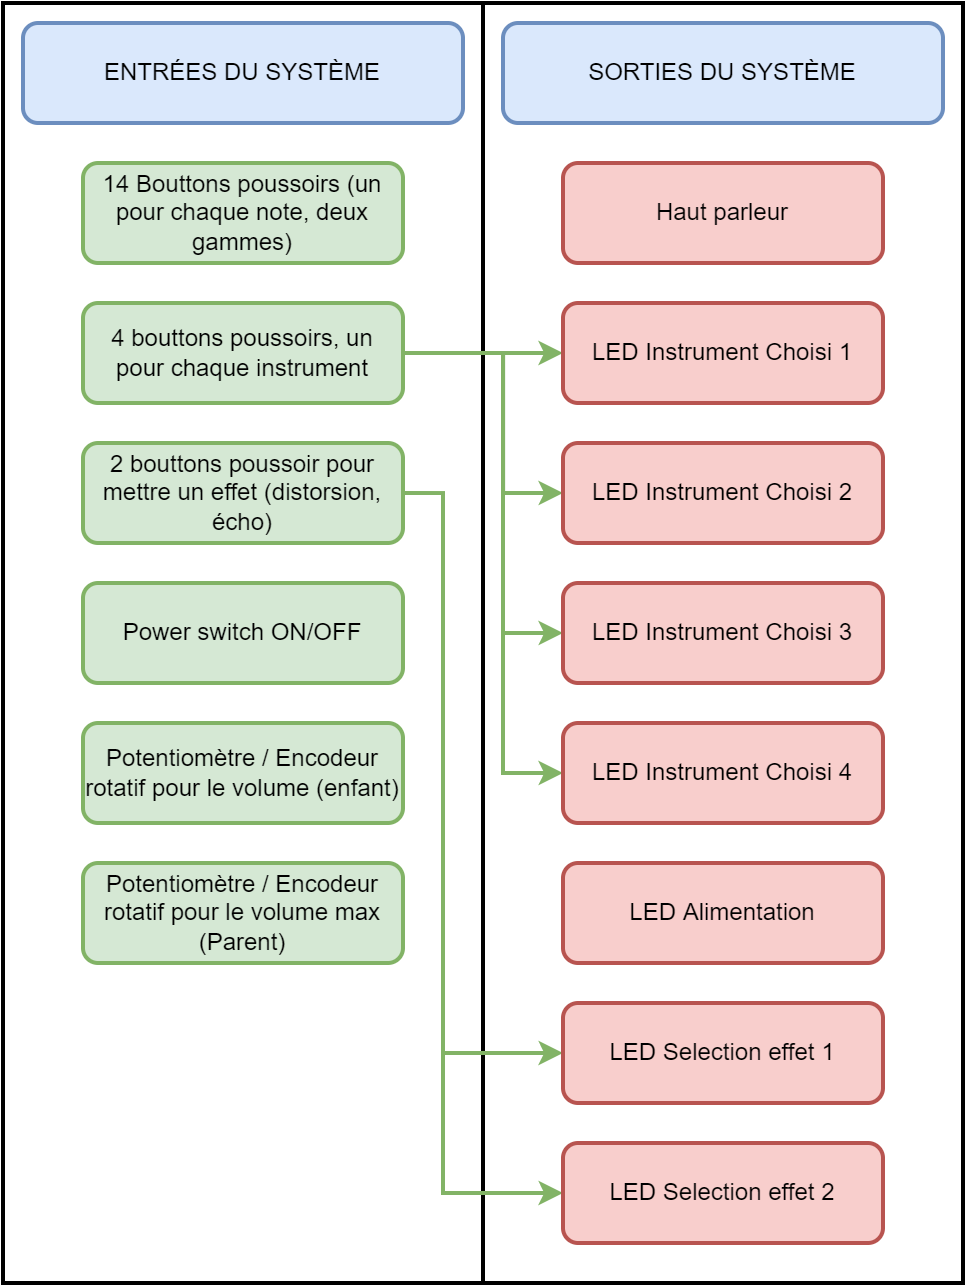 ENTRÉES DU SYSTÈME
14 Bouttons poussoirs (un
pour chaque note, deux
gammes)
4 bouttons poussoirs, un
pour chaque instrument
2 bouttons poussoir pour
mettre un effet (distorsion,
écho)
Power switch ON/OFF
Potentiomètre / Encodeur
rotatif pour le volume (enfant)
Potentiomètre / Encodeur
rotatif pour le volume max
(Parent)
SORTIES DU SYSTÈME
Haut parleur
LED Instrument Choisi 1
LED Instrument Choisi 2
LED Instrument Choisi 3
LED Instrument Choisi 4
LED Alimentation
LED Selection effet 1
LED Selection effet 2